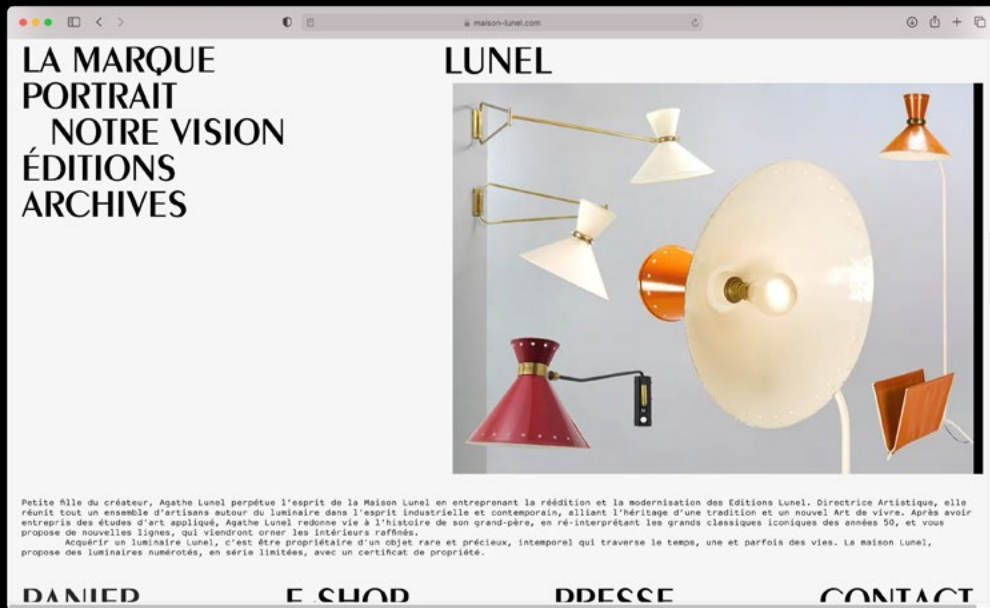 maison-lunel.com
LA MARQUE
LUNEL
PORTRAIT
NOTRE VISION
ÉDITIONS
ARCHIVES
Petite fille du créateur, Agathe Lunel perpétue l'esprit de la Maison Lunel en entreprenant la réédition et la modernisation des Editions Lunel. Directrice Artistique, elle
réunit tout un ensemble d'artisans autour du luminaire dans l'esprit industrielle et contemporain, alliant l'héritage d'une tradition et un nouvel Art de vivre. Après avoir
entrepris des études d'art appliqué, Agathe Lunel redonne vie à l'histoire de son grand-père, en ré-interprétant les grands classiques iconiques des années 50, et vous
propose de nouvelles lignes, qui viendront orner les intérieurs raffinés.
Acquérir un luminaire Lunel, c'est être propriétaire d'un objet rare et précieux, intemporel qui traverse le temps, une et parfois des vies. La maison Lunel,
propose des luminaires numérotés, en série limitées, avec un certificat de propriété.
PANIER
E-SHOP
PRESSE
CONTACT